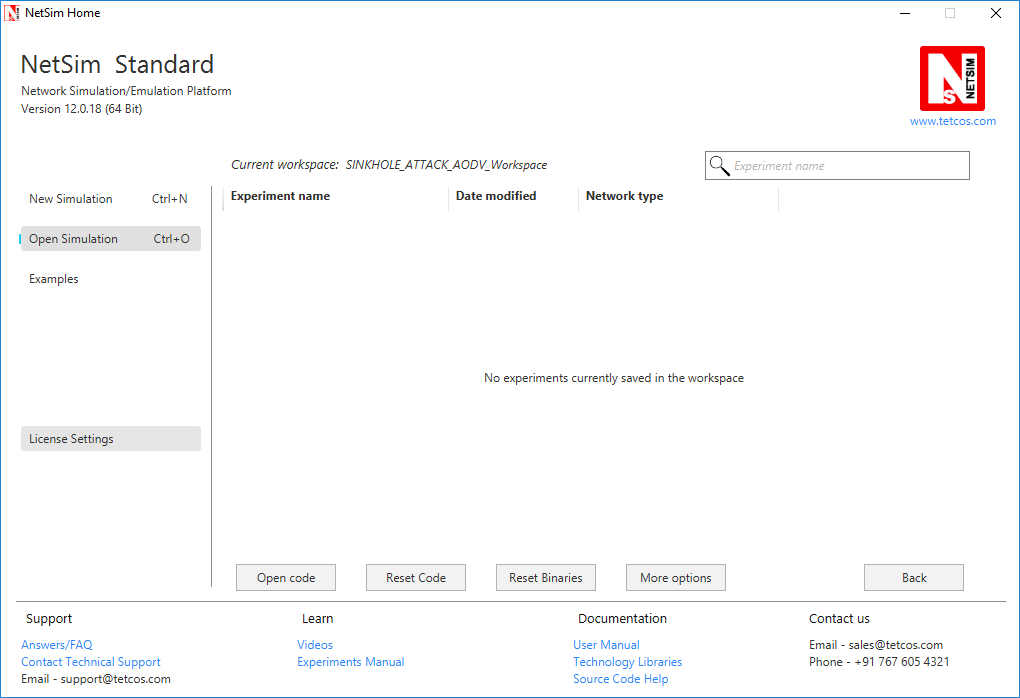 NetSim Home
NetSim Standard
Network Simulation/Emulation Platform
Version 12.0.18 (64 Bit)
NS NETSIM
www.tetcos.com
Current workspace: SINKHOLE_ATTACK_AODV_Workspace
Experiment name
New Simulation Ctrl+N
Open Simulation Ctrl+O
Examples
License Settings
Experiment name Date modified Network type
No experiments currently saved in the workspace
Open code Reset Code Reset Binaries More options Back
Support
Answers/FAQ
Contact Technical Support
Email - support@tetcos.com
Learn
Videos
Experiments Manual
Documentation
User Manual
Technology Libraries
Source Code Help
Contact us
Email - sales@tetcos.com
Phone - +91 767 605 4321